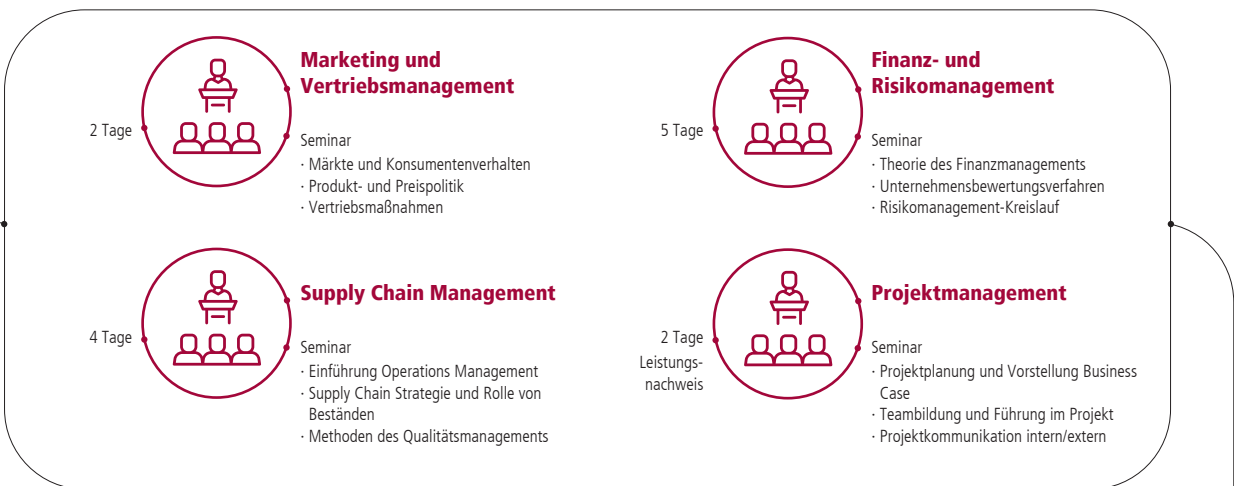 Marketing und
Vertriebsmanagement
2 Tage
Seminar
· Märkte und Konsumentenverhalten
· Produkt- und Preispolitik
· Vertriebsmaßnahmen
Finanz- und
Risikomanagement
5 Tage
Seminar
· Theorie des Finanzmanagements
· Unternehmensbewertungsverfahren
· Risikomanagement-Kreislauf
Supply Chain Management
4 Tage
Seminar
· Einführung Operations Management
· Supply Chain Strategie und Rolle von
Beständen
· Methoden des Qualitätsmanagements
Projektmanagement
2 Tage
Leistungs-
nachweis
Seminar
· Projektplanung und Vorstellung Business
Case
· Teambildung und Führung im Projekt
· Projektkommunikation intern/extern